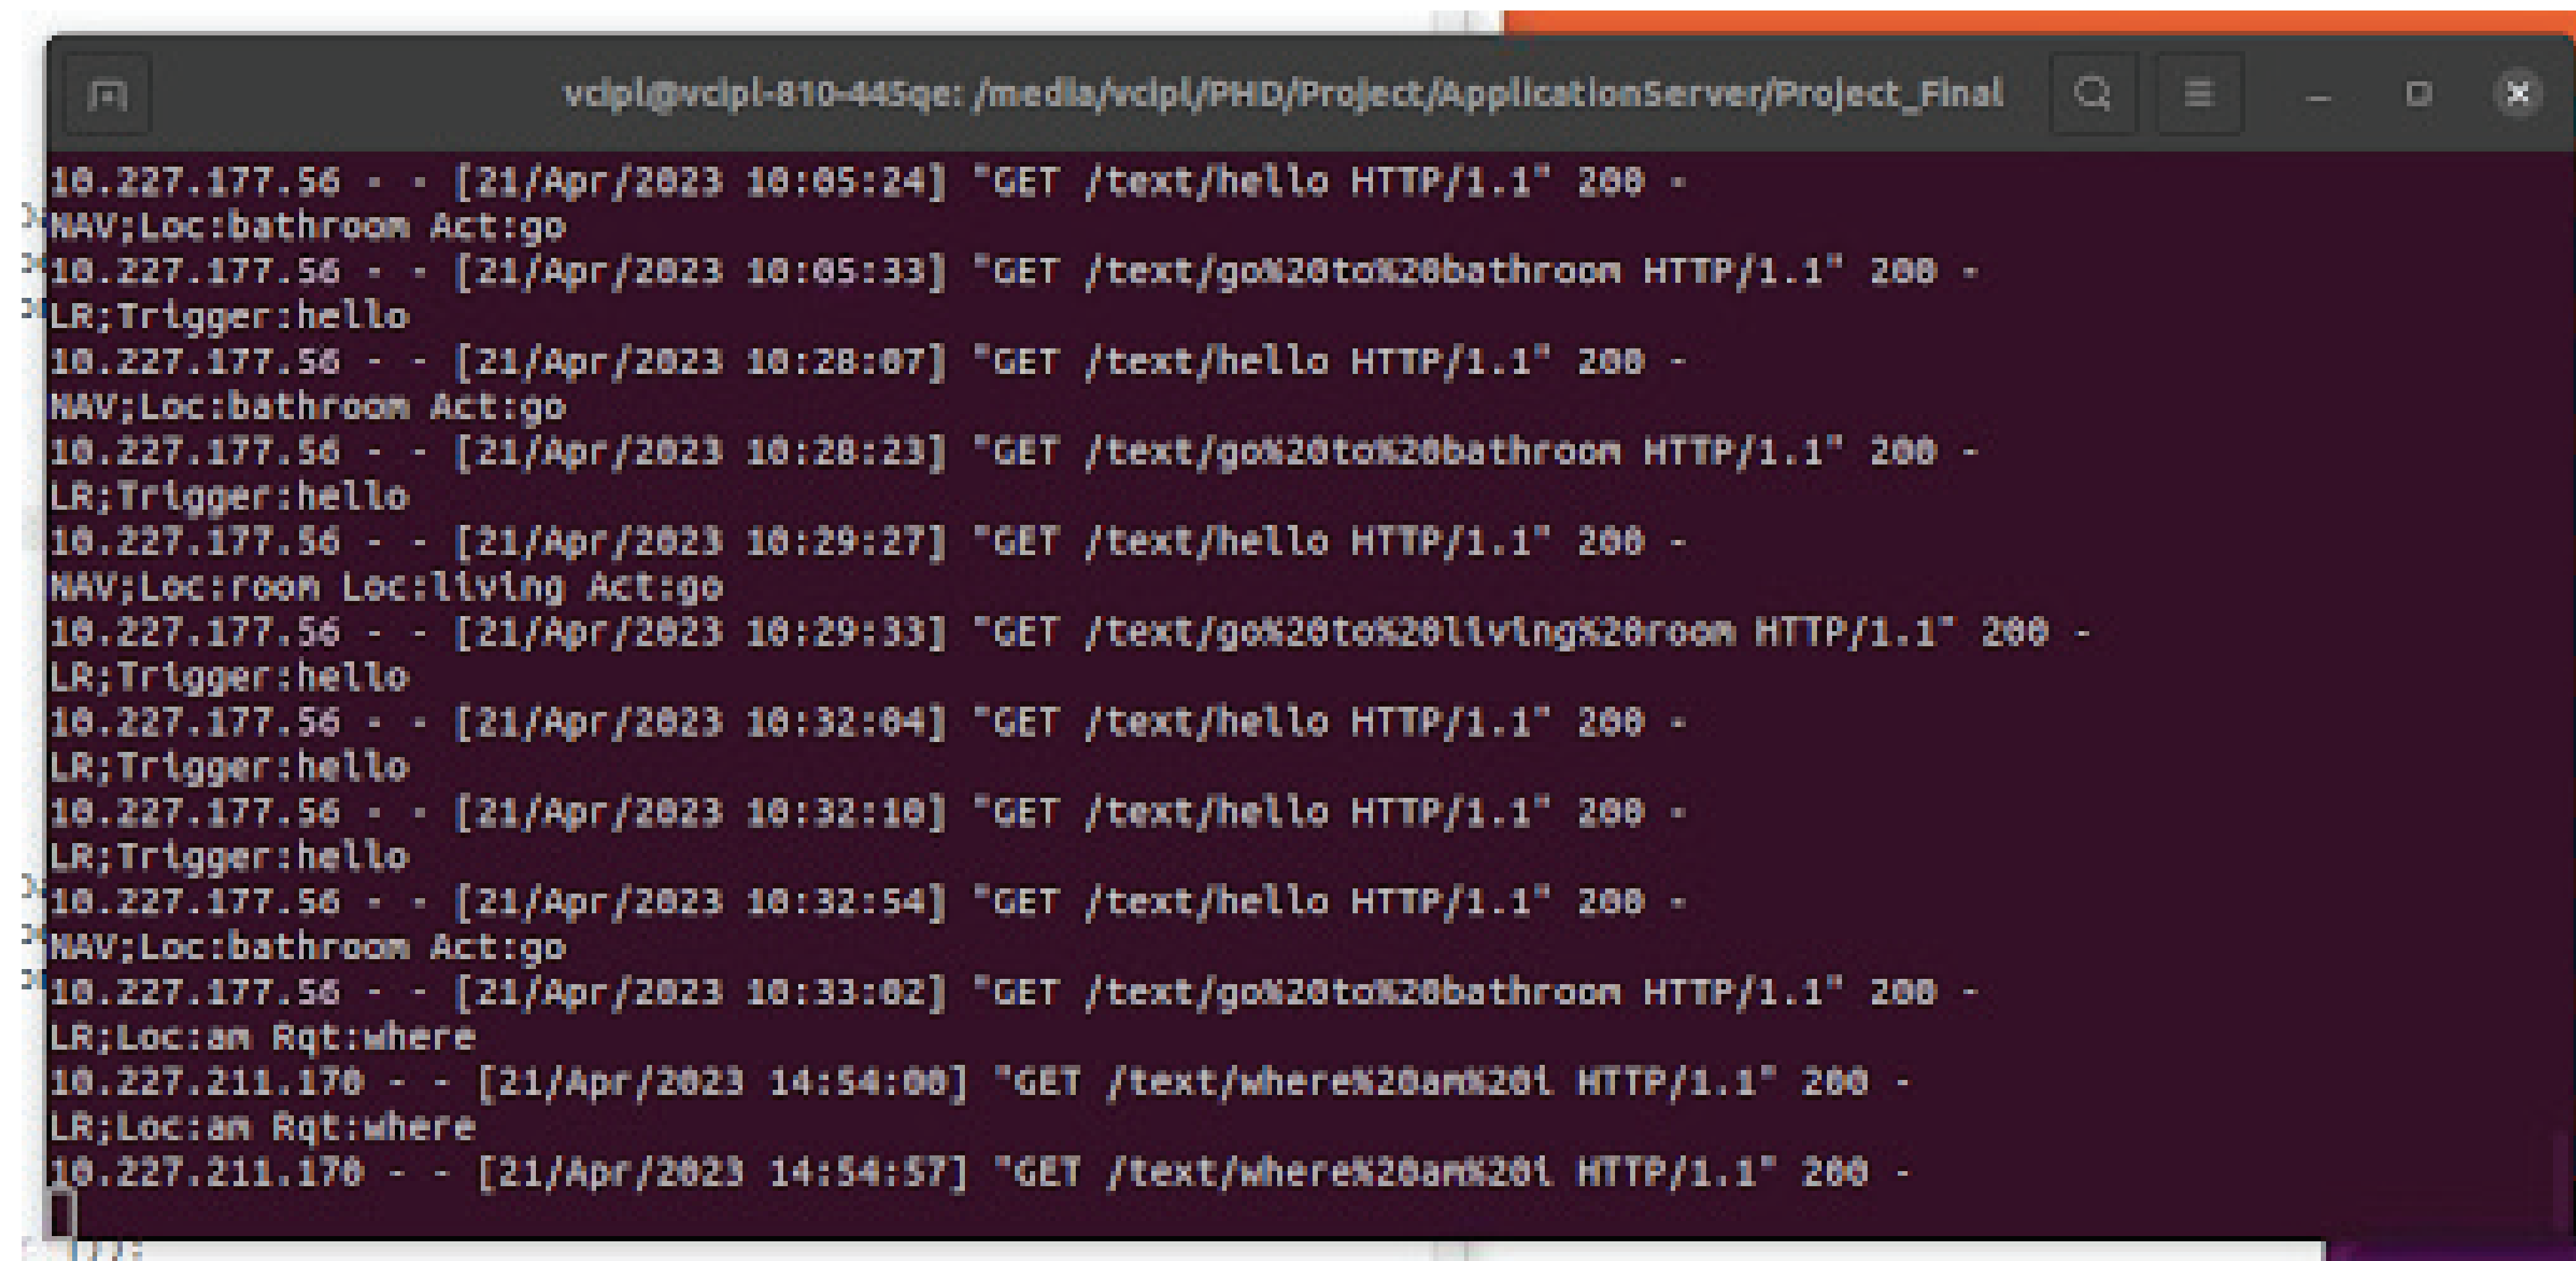 vcipl@vcipl-810-445qe: /media/vcipl/PHD/Project/ApplicationServer/Project_Final
10.227.177.56 - - [21/Apr/2023 10:05:24] "GET /text/hello HTTP/1.1" 200 -
NAV;Loc:bathroom Act:go
10.227.177.56 - - [21/Apr/2023 10:05:33] "GET /text/go%20to%20bathroom HTTP/1.1" 200 -
LR;Trigger:hello
10.227.177.56 - - [21/Apr/2023 10:28:07] "GET /text/hello HTTP/1.1" 200 -
NAV;Loc:bathroom Act:go
10.227.177.56 - - [21/Apr/2023 10:28:23] "GET /text/go%20to%20bathroom HTTP/1.1" 200 -
LR;Trigger:hello
10.227.177.56 - - [21/Apr/2023 10:29:27] "GET /text/hello HTTP/1.1" 200 -
NAV;Loc:room Loc:living Act:go
10.227.177.56 - - [21/Apr/2023 10:29:33] "GET /text/go%20to%20living%20room HTTP/1.1" 200 -
LR;Trigger:hello
10.227.177.56 - - [21/Apr/2023 10:32:04] "GET /text/hello HTTP/1.1" 200 -
LR;Trigger:hello
10.227.177.56 - - [21/Apr/2023 10:32:10] "GET /text/hello HTTP/1.1" 200 -
LR;Trigger:hello
10.227.177.56 - - [21/Apr/2023 10:32:54] "GET /text/hello HTTP/1.1" 200 -
NAV;Loc:bathroom Act:go
10.227.177.56 - - [21/Apr/2023 10:33:02] "GET /text/go%20to%20bathroom HTTP/1.1" 200 -
LR;Loc:am Rqt:where
10.227.211.170 - - [21/Apr/2023 14:54:00] "GET /text/where%20am%20i HTTP/1.1" 200 -
LR;Loc:am Rqt:where
10.227.211.170 - - [21/Apr/2023 14:54:57] "GET /text/where%20am%20i HTTP/1.1" 200 -